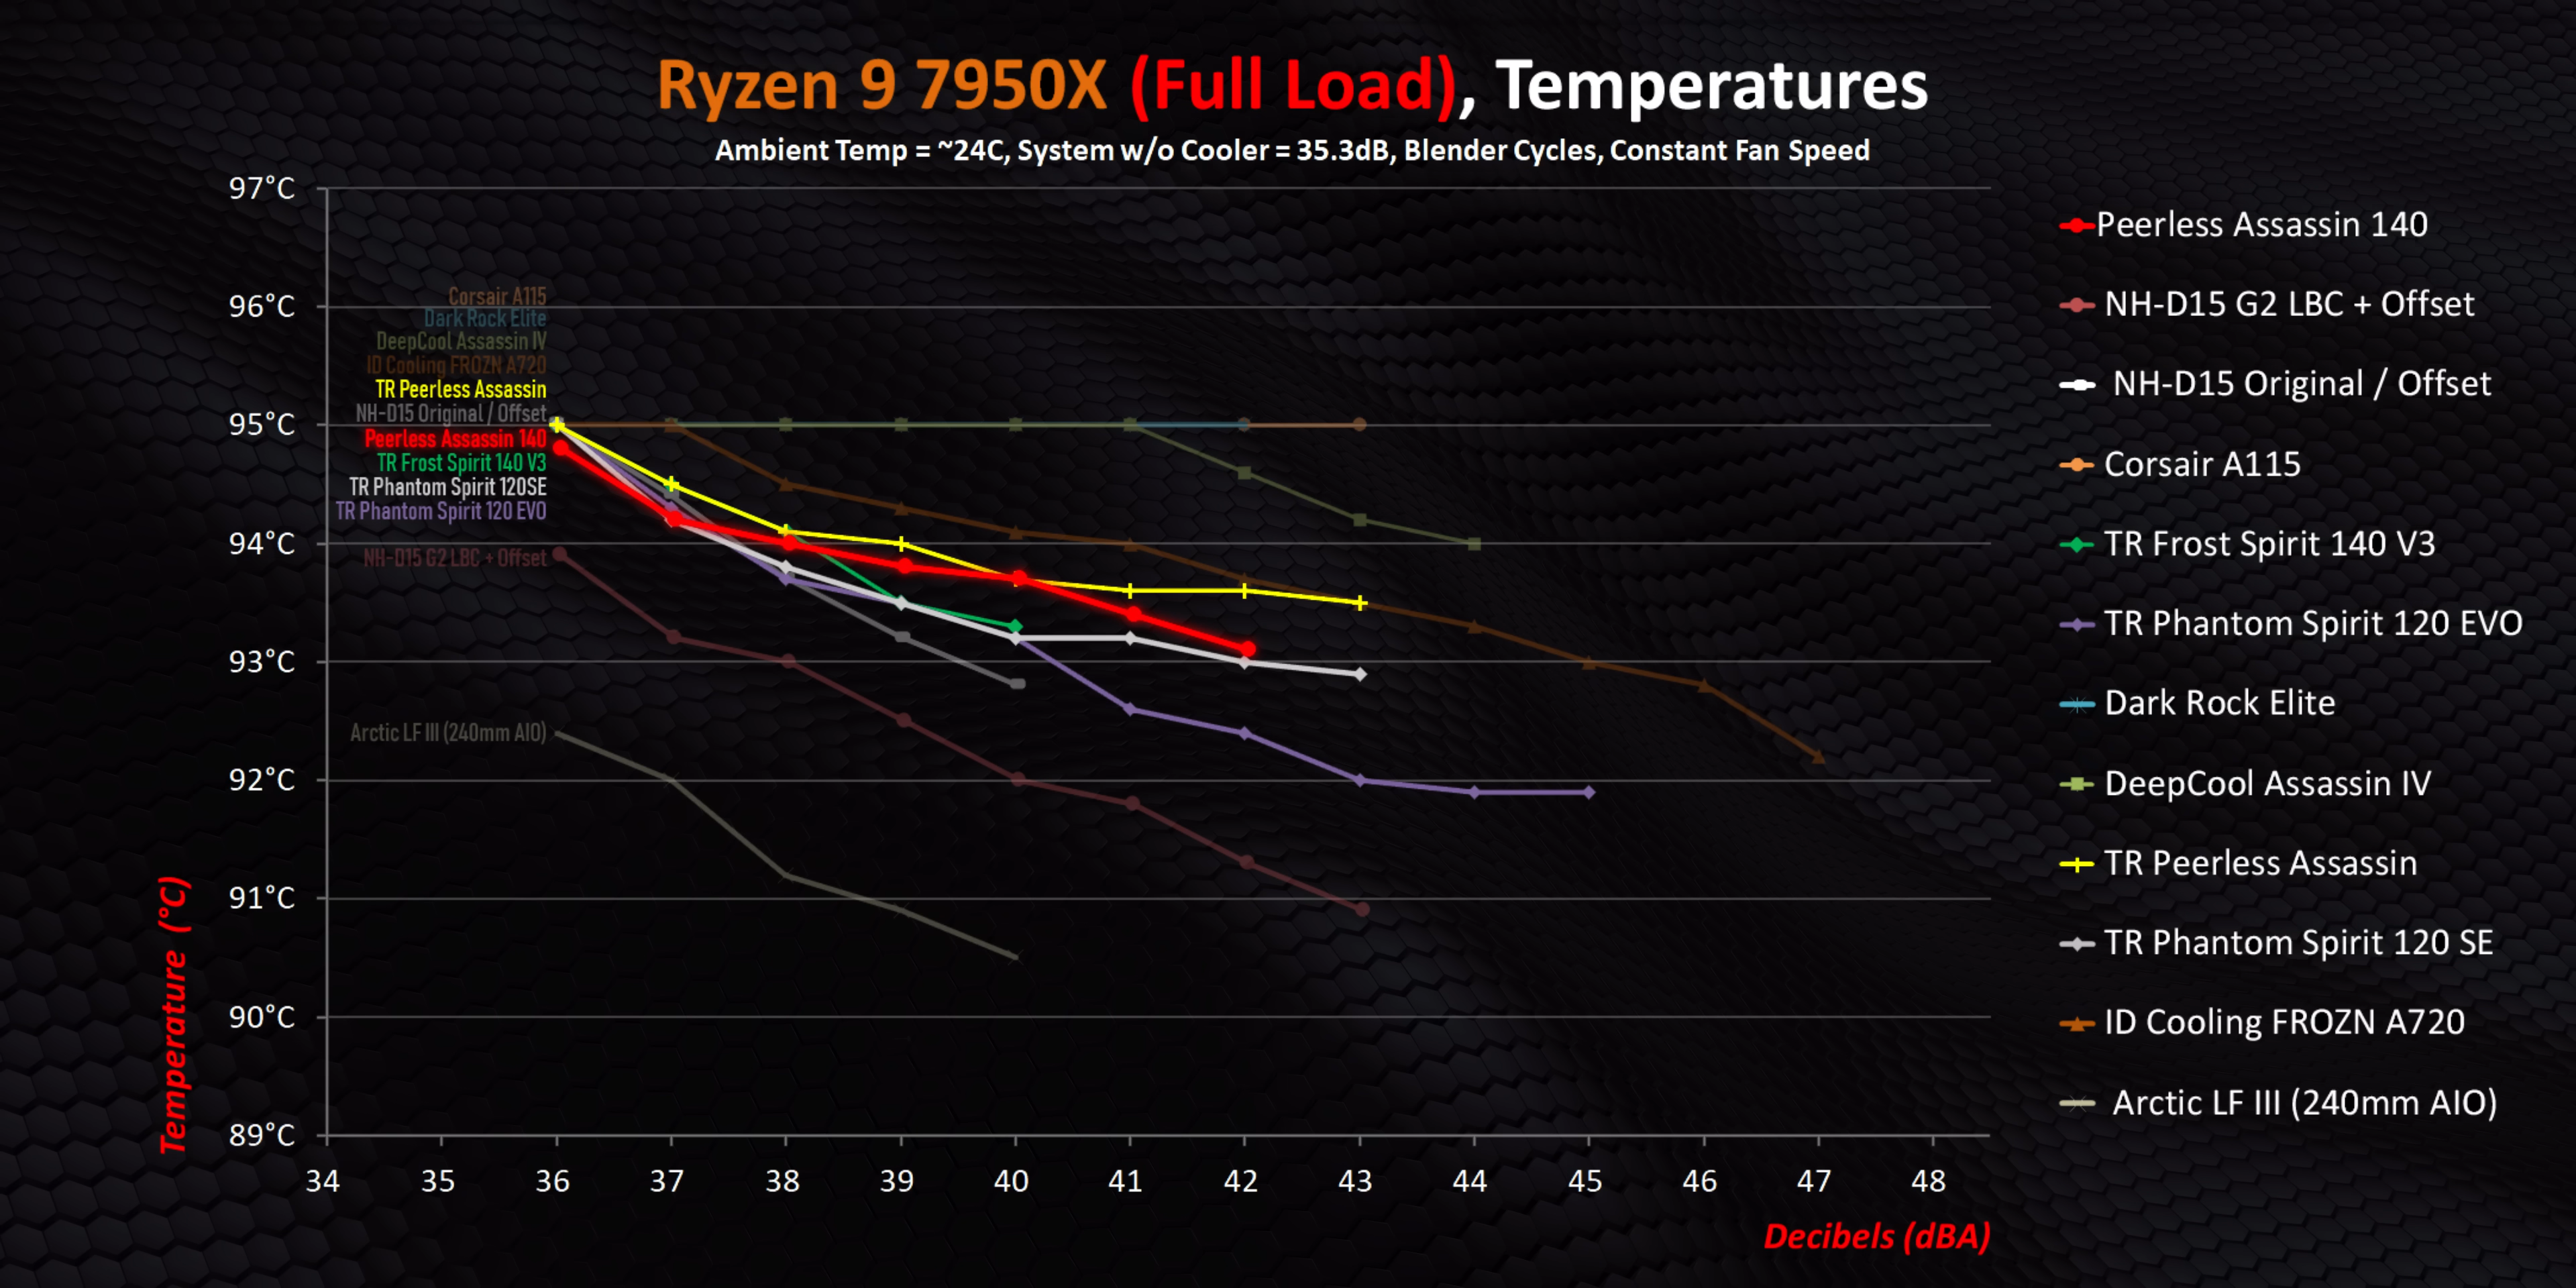 Ryzen 9 7950X (Full Load), Temperatures
Ambient Temp = ~24C, System w/o Cooler = 35.3dB, Blender Cycles, Constant Fan Speed
97°C
96°C
95°C
94°C
93°C
92°C
91°C
90°C
89°C
Temperature (°C)
Corsair A115
Dark Rock Elite
DeepCool Assassin IV
ID Cooling FROZN A720
TR Peerless Assassin
NH-D15 Original / Offset
Peerless Assassin 140
TR Frost Spirit 140 V3
TR Phantom Spirit 120SE
TR Phantom Spirit 120 EVO
NH-D15 G2 LBC + Offset
Arctic LF III (240mm AIO)
34 35 36 37 38 39 40 41 42 43 44 45 46 47 48
Decibels (dBA)
Peerless Assassin 140
NH-D15 G2 LBC + Offset
NH-D15 Original / Offset
Corsair A115
TR Frost Spirit 140 V3
TR Phantom Spirit 120 EVO
Dark Rock Elite
DeepCool Assassin IV
TR Peerless Assassin
TR Phantom Spirit 120 SE
ID Cooling FROZN A720
Arctic LF III (240mm AIO)